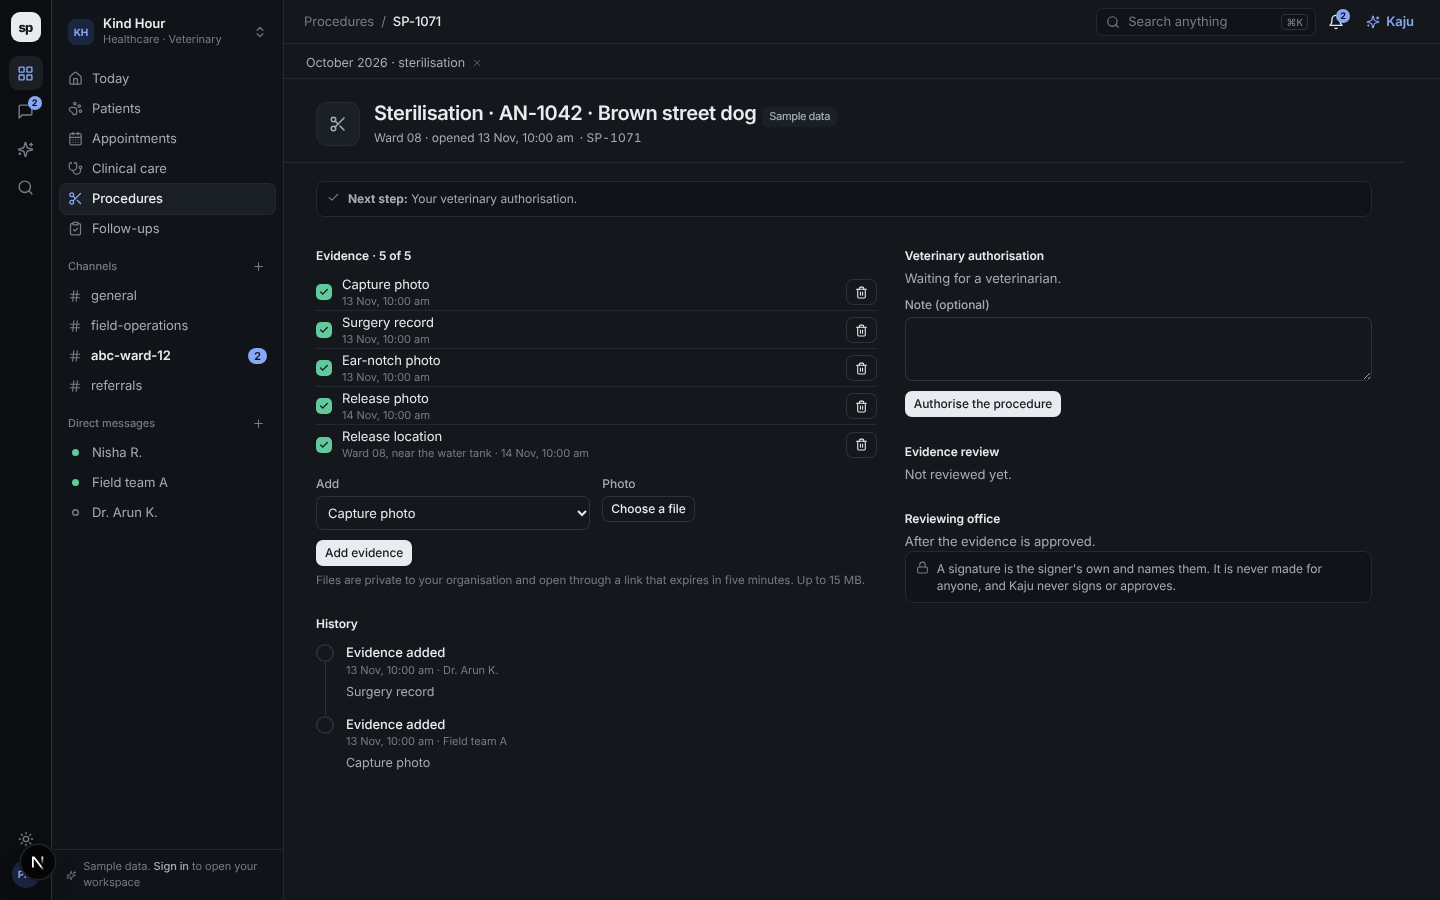 sp
KH
Kind Hour
Healthcare · Veterinary
2
Today
Patients
Appointments
Clinical care
Procedures
Follow-ups
Channels
general
field-operations
abc-ward-12
2
referrals
Direct messages
Nisha R.
Field team A
Dr. Arun K.
N
Sample data. Sign in to open your
workspace
Procedures / SP-1071
Search anything
⌘K
2
Kaju
October 2026 · sterilisation
Sterilisation · AN-1042 · Brown street dog
Sample data
Ward 08 · opened 13 Nov, 10:00 am · SP-1071
Next step: Your veterinary authorisation.
Evidence · 5 of 5
Capture photo
13 Nov, 10:00 am
Surgery record
13 Nov, 10:00 am
Ear-notch photo
13 Nov, 10:00 am
Release photo
14 Nov, 10:00 am
Release location
Ward 08, near the water tank · 14 Nov, 10:00 am
Add
Photo
Capture photo
Choose a file
Add evidence
Files are private to your organisation and open through a link that expires in five minutes. Up to 15 MB.
History
Evidence added
13 Nov, 10:00 am · Dr. Arun K.
Surgery record
Evidence added
13 Nov, 10:00 am · Field team A
Capture photo
Veterinary authorisation
Waiting for a veterinarian.
Note (optional)
Authorise the procedure
Evidence review
Not reviewed yet.
Reviewing office
After the evidence is approved.
A signature is the signer's own and names them. It is never made for
anyone, and Kaju never signs or approves.